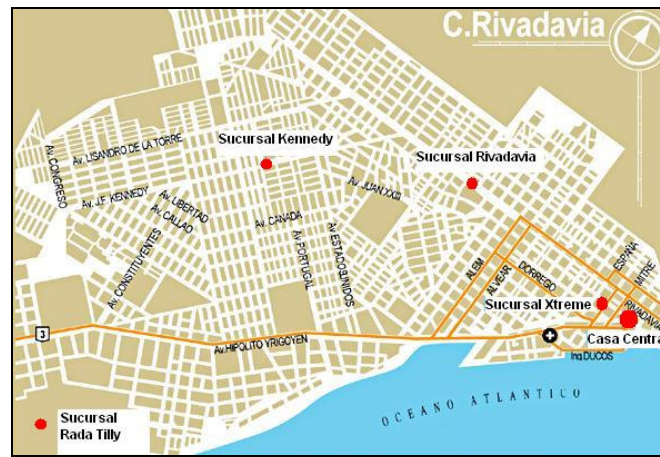 C.Rivadavia
Av. LISANDRO DE LA TORRE
Sucursal Kennedy
Sucursal Rivadavia
Av. CONGRESO
Av. J.F. KENNEDY
Av. LIBERTAD
Av. CALLAO
Av. JUAN XXIII
Av. CONSTITUYENTES
Av. CANADA
Av. PORTUGAL
Av. ESTADOS UNIDOS
ALEM
ALVEAR
DORREGO
ESPAÑA
MITRE
RIVADAVIA
Sucursal Xtreme
Casa Central
3
Av. HIPOLITO YRIGOYEN
Ing DUCOS
OCEANO ATLANTICO
Sucursal
Rada Tilly